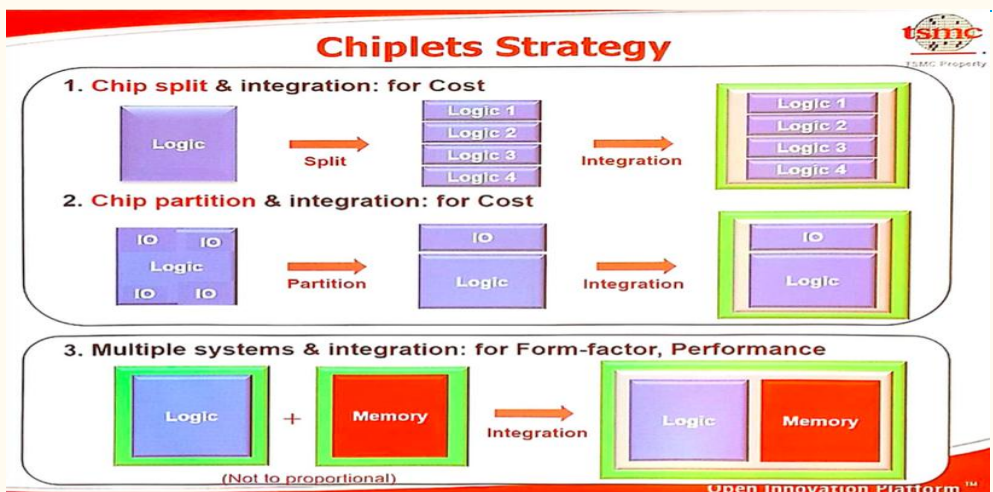 Chiplets Strategy
tsmc
TSMC Property
1. Chip split & integration: for Cost
Logic
Split
Logic 1
Logic 2
Logic 3
Logic 4
Integration
Logic 1
Logic 2
Logic 3
Logic 4
2. Chip partition & integration: for Cost
IO IO
Logic
IO IO
Partition
IO
Logic
Integration
IO
Logic
3. Multiple systems & integration: for Form-factor, Performance
Logic
+
Memory
Integration
Logic
Memory
(Not to proportional)
Open Innovation Platform™